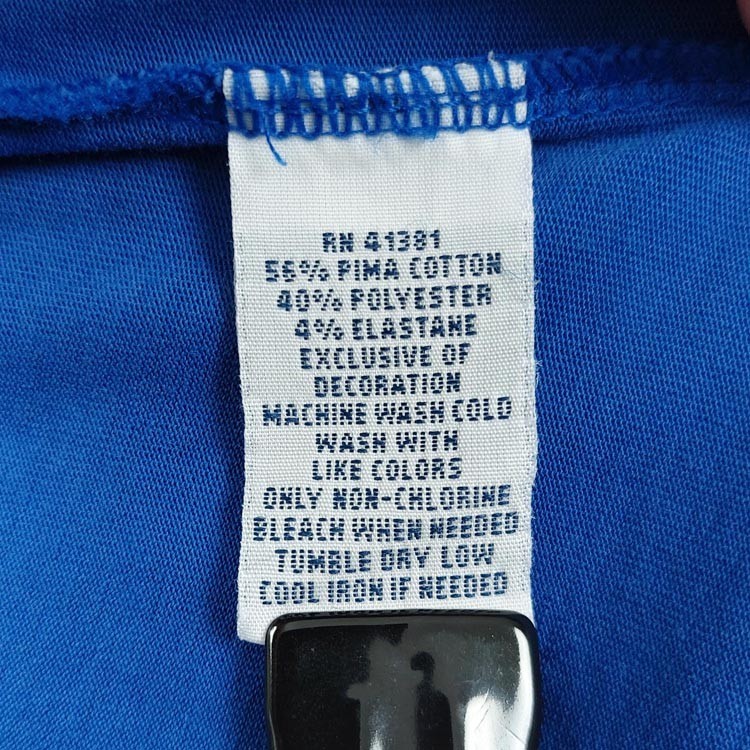 RN 41381
56% PIMA COTTON
40% POLYESTER
4% ELASTANE
EXCLUSIVE OF
DECORATION
MACHINE WASH COLD
WASH WITH
LIKE COLORS
ONLY NON-CHLORINE
BLEACH WHEN NEEDED
TUMBLE DRY LOW
COOL IRON IF NEEDED